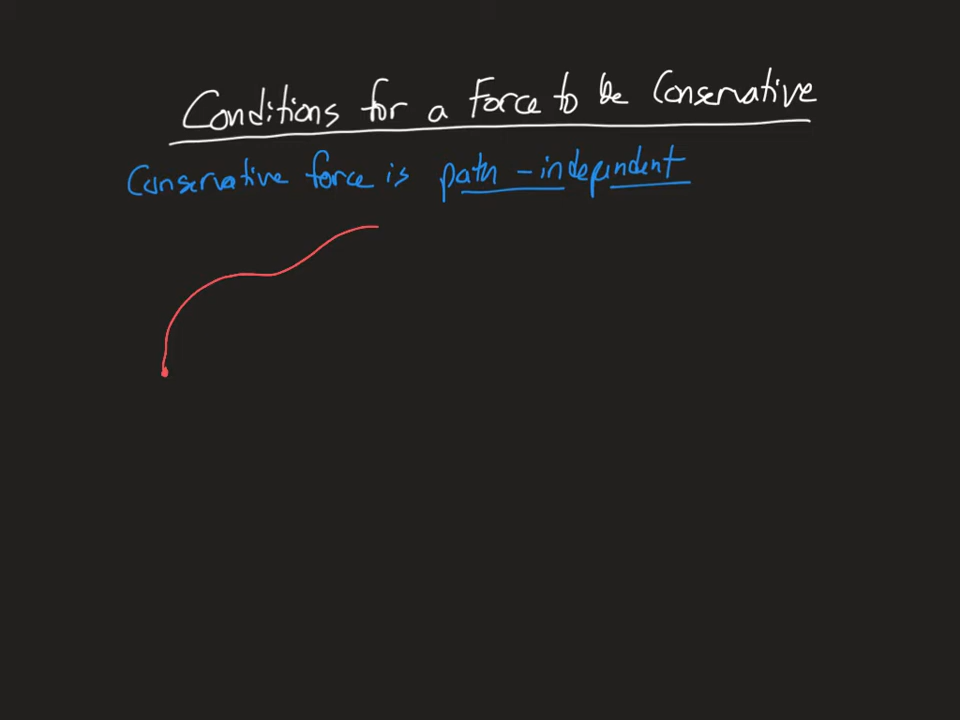 Conditions for a Force to be Conservative
Conservative force is path-independent